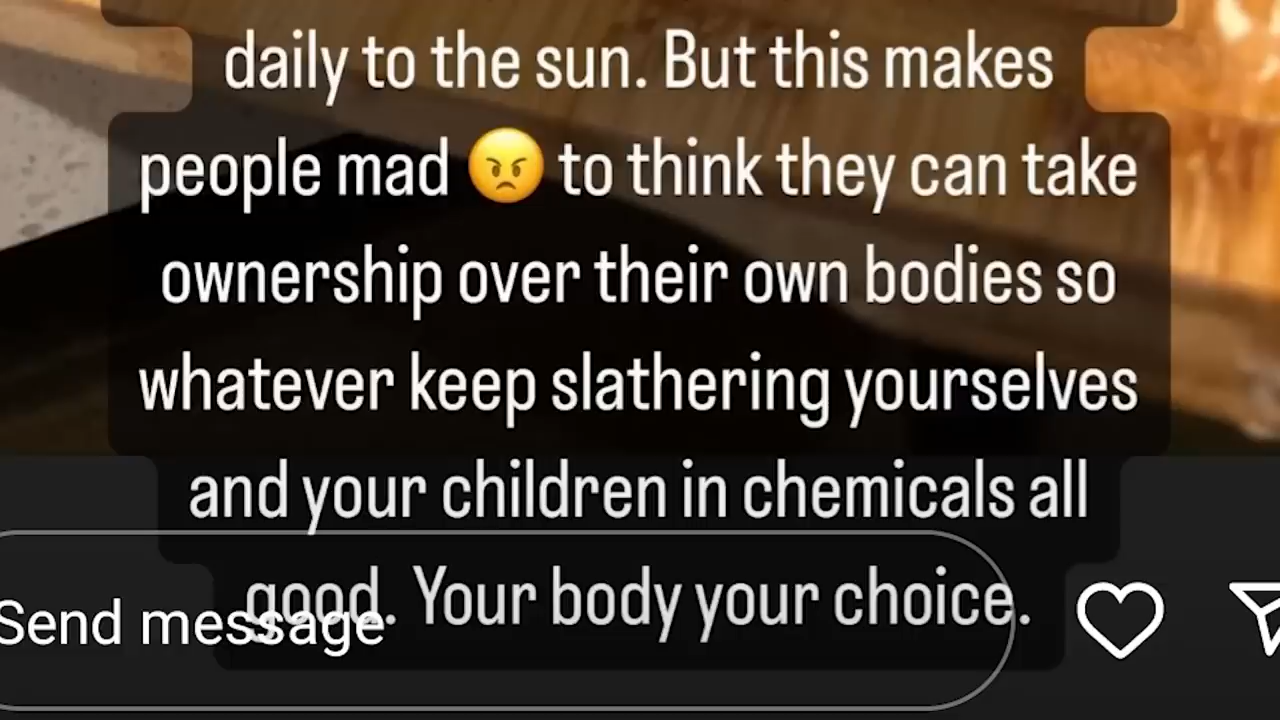 daily to the sun. But this makes
people mad 😠 to think they can take
ownership over their own bodies so
whatever keep slathering yourselves
and your children in chemicals all
good. Your body your choice.
Send message